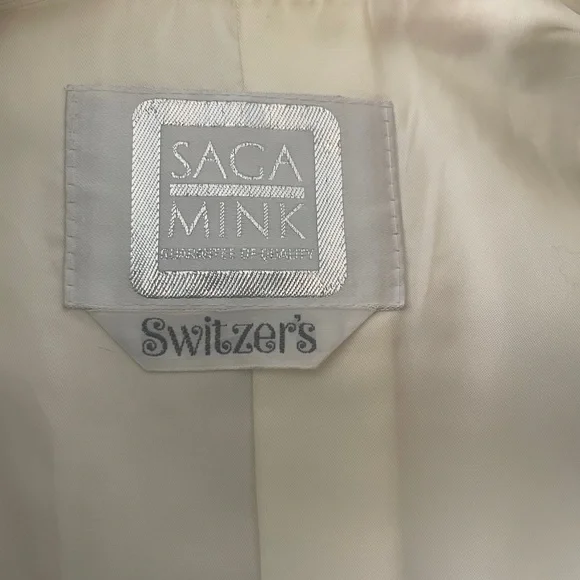 SAGA
MINK
GUARANTEE OF QUALITY
Switzer's